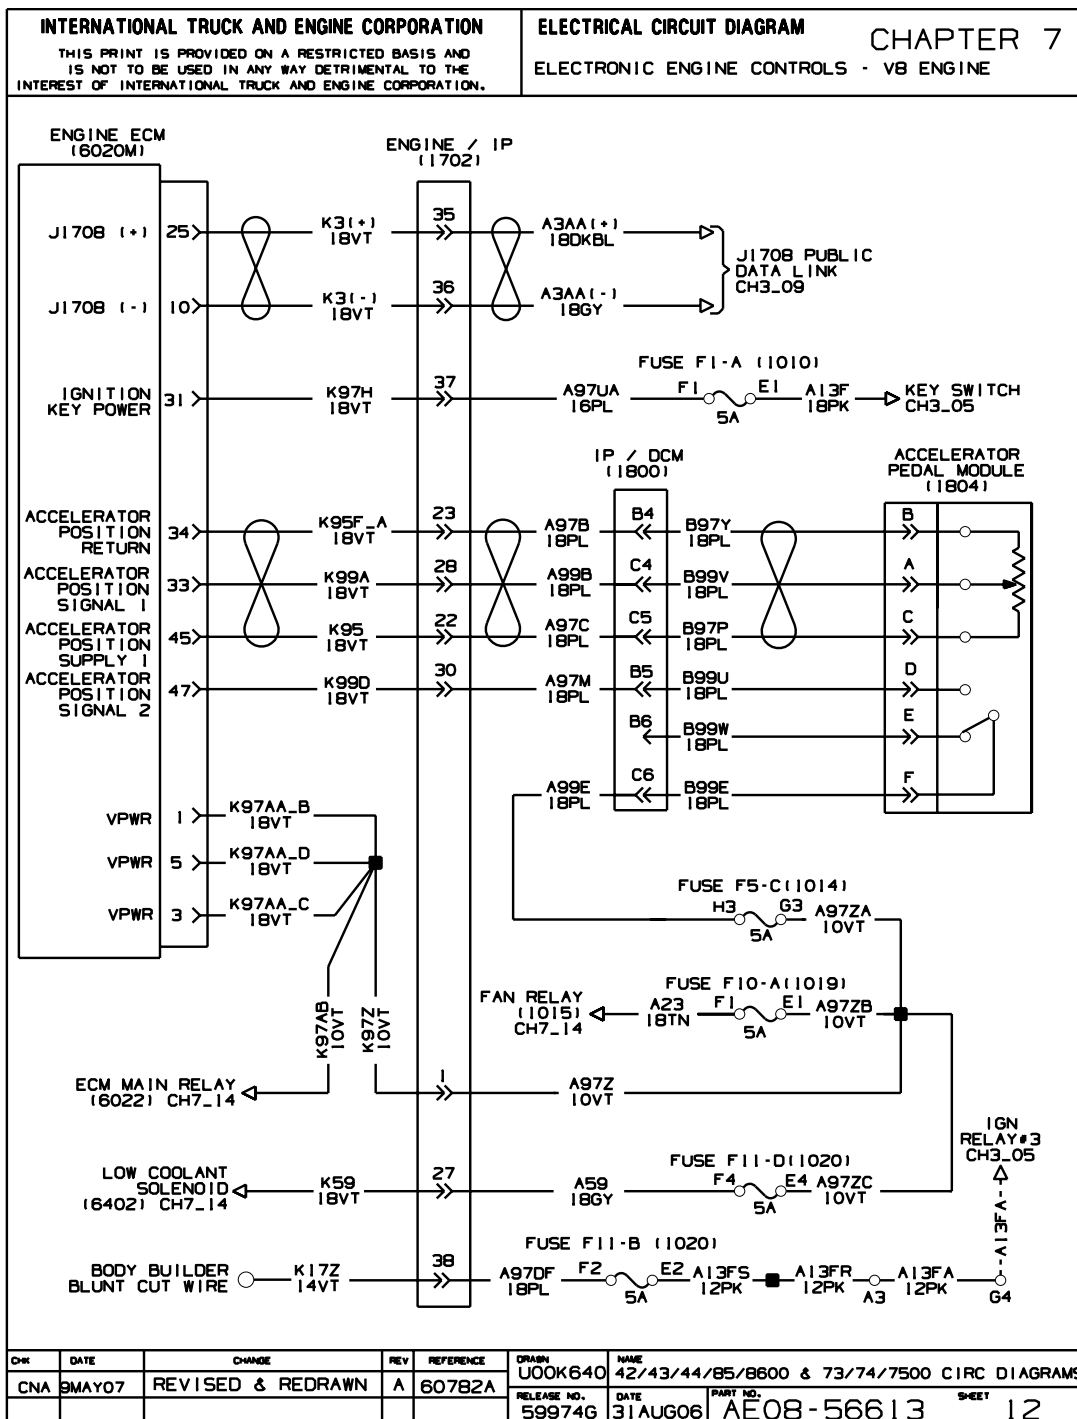 INTERNATIONAL TRUCK AND ENGINE CORPORATION
THIS PRINT IS PROVIDED ON A RESTRICTED BASIS AND
IS NOT TO BE USED IN ANY WAY DETRIMENTAL TO THE
INTEREST OF INTERNATIONAL TRUCK AND ENGINE CORPORATION.
ELECTRICAL CIRCUIT DIAGRAM
CHAPTER 7
ELECTRONIC ENGINE CONTROLS - V8 ENGINE
ENGINE ECM
(6020M)
ENGINE / IP
(1702)
J1708 (+) 25
K3(+)
18VT
35
A3AA(+)
18DKBL
J1708 PUBLIC
DATA LINK
CH3_09
J1708 (-) 10
K3(-)
18VT
36
A3AA(-)
18GY
FUSE F1-A (1010)
IGNITION
KEY POWER 31
K97H
18VT
37
A97UA
16PL
F1
E1
5A
A13F
18PK
KEY SWITCH
CH3_05
IP / DCM
(1800)
ACCELERATOR
PEDAL MODULE
(1804)
ACCELERATOR
POSITION
RETURN
34
K95F_A
18VT
23
A97B
18PL
B4
B97Y
18PL
B
ACCELERATOR
POSITION
SIGNAL 1
33
K99A
18VT
28
A99B
18PL
C4
B99V
18PL
A
ACCELERATOR
POSITION
SUPPLY 1
45
K95
18VT
22
A97C
18PL
C5
B97P
18PL
C
ACCELERATOR
POSITION
SIGNAL 2
47
K99D
18VT
30
A97M
18PL
B5
B99U
18PL
D
B6
B99W
18PL
E
A99E
18PL
C6
B99E
18PL
F
VPWR 1
K97AA_B
18VT
VPWR 5
K97AA_D
18VT
VPWR 3
K97AA_C
18VT
FUSE F5-C(1014)
H3
G3
5A
A97ZA
10VT
FUSE F10-A(1019)
FAN RELAY
(1015)
CH7_14
A23
18TN
F1
E1
5A
A97ZB
10VT
K97AB
10VT
K97Z
10VT
ECM MAIN RELAY
(6022) CH7_14
1
A97Z
10VT
IGN
RELAY#3
CH3_05
FUSE F11-D(1020)
LOW COOLANT
SOLENOID
(6402) CH7_14
K59
18VT
27
A59
18GY
F4
E4
5A
A97ZC
10VT
A13FA
FUSE F11-B (1020)
BODY BUILDER
BLUNT CUT WIRE
K17Z
14VT
38
A97DF
18PL
F2
E2
5A
A13FS
12PK
A13FR
12PK
A3
A13FA
12PK
G4
CHK DATE CHANGE REV REFERENCE
CNA 9MAY07 REVISED & REDRAWN A 60782A
DRAWN
U00K640
NAME
42/43/44/85/8600 & 73/74/7500 CIRC DIAGRAMS
RELEASE NO.
59974G
DATE
31AUG06
PART NO.
AE08-56613
SHEET
12